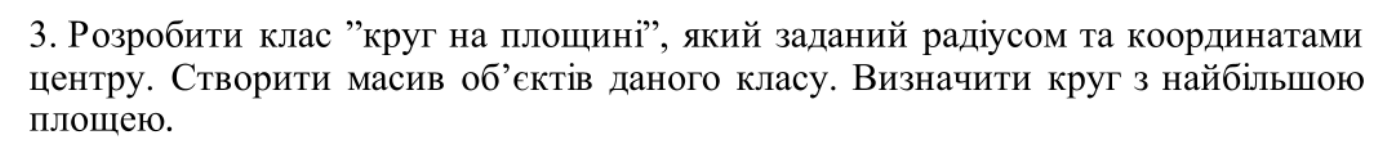 3. Розробити клас ”круг на площині”, який заданий радіусом та координатами
центру. Створити масив об’єктів даного класу. Визначити круг з найбільшою
площею.